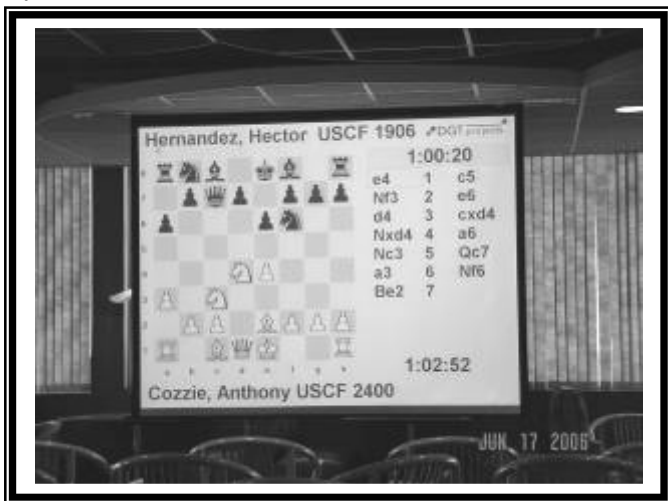 Hernandez, Hector USCF 1906 DGT projects
1:00:20
e4 1 c5
Nf3 2 e6
d4 3 cxd4
Nxd4 4 a6
Nc3 5 Qc7
a3 6 Nf6
Be2 7
1:02:52
Cozzie, Anthony USCF 2400
JUN 17 2006